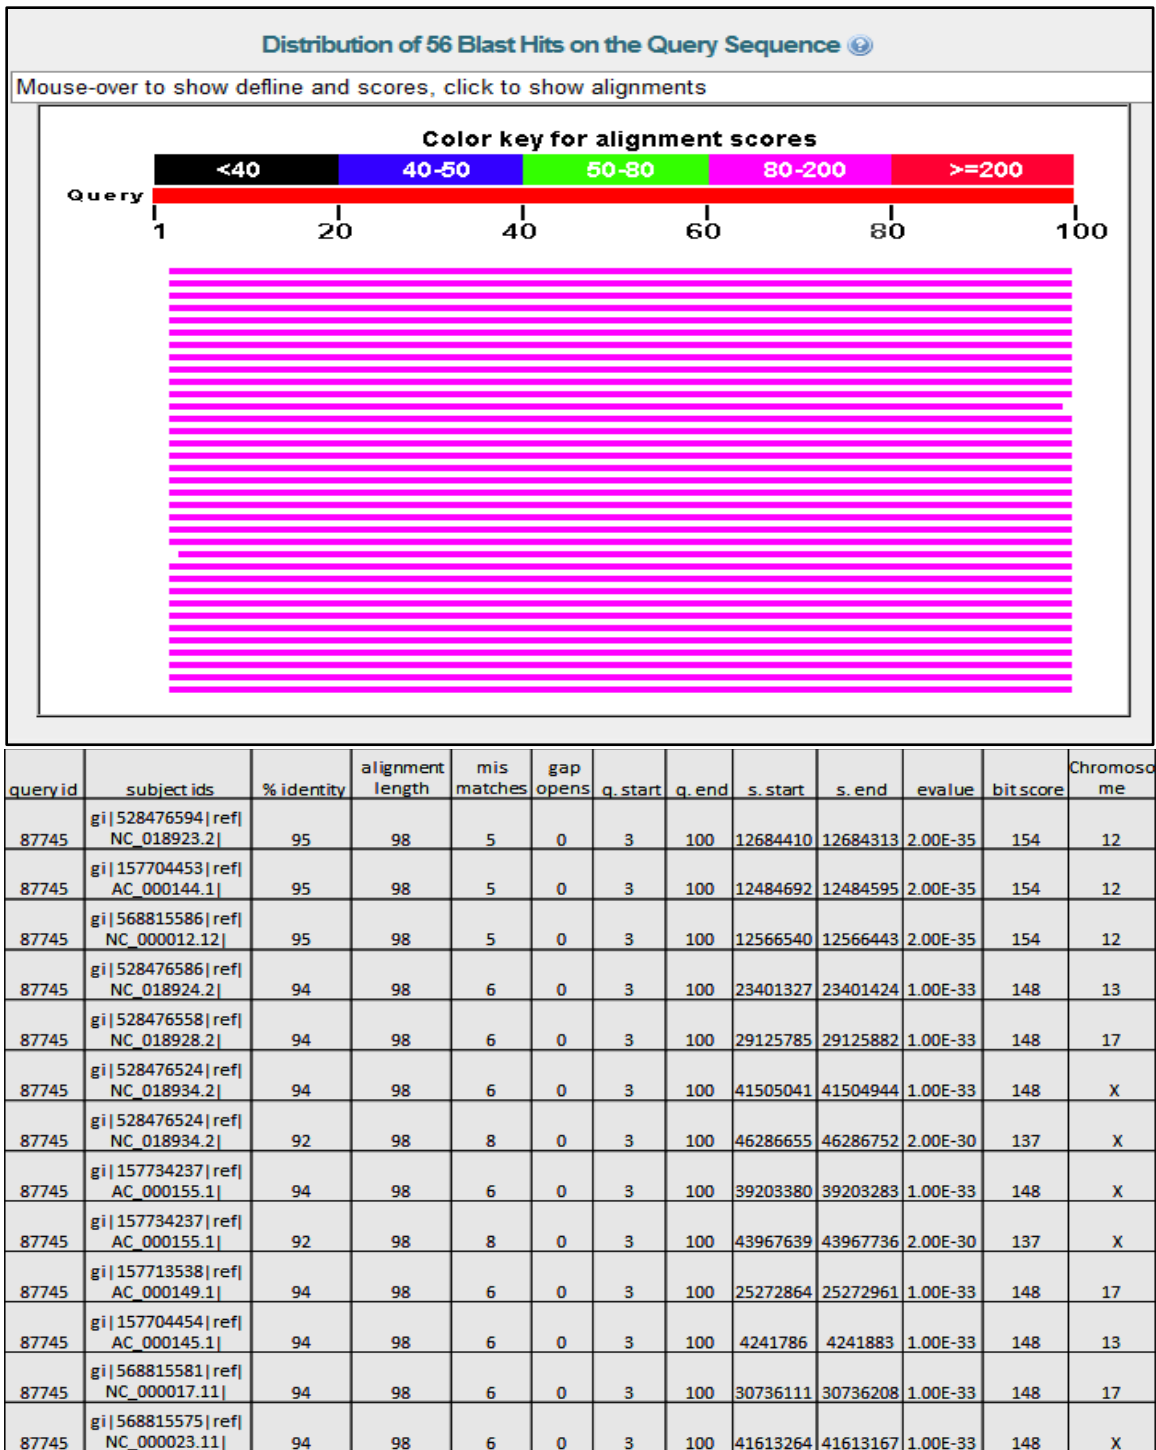 Distribution of 56 Blast Hits on the Query Sequence ?
Mouse-over to show defline and scores, click to show alignments
Color key for alignment scores
<40 40-50 50-80 80-200 >=200
Query
1 20 40 60 80 100
query id subject ids % identity alignment length mis matches gap opens q. start q. end s. start s. end evalue bit score Chromoso me
87745 gi|528476594|ref|NC_018923.2| 95 98 5 0 3 100 12684410 12684313 2.00E-35 154 12
87745 gi|157704453|ref|AC_000144.1| 95 98 5 0 3 100 12484692 12484595 2.00E-35 154 12
87745 gi|568815586|ref|NC_000012.12| 95 98 5 0 3 100 12566540 12566443 2.00E-35 154 12
87745 gi|528476586|ref|NC_018924.2| 94 98 6 0 3 100 23401327 23401424 1.00E-33 148 13
87745 gi|528476558|ref|NC_018928.2| 94 98 6 0 3 100 29125785 29125882 1.00E-33 148 17
87745 gi|528476524|ref|NC_018934.2| 94 98 6 0 3 100 41505041 41504944 1.00E-33 148 X
87745 gi|528476524|ref|NC_018934.2| 92 98 8 0 3 100 46286655 46286752 2.00E-30 137 X
87745 gi|157734237|ref|AC_000155.1| 94 98 6 0 3 100 39203380 39203283 1.00E-33 148 X
87745 gi|157734237|ref|AC_000155.1| 92 98 8 0 3 100 43967639 43967736 2.00E-30 137 X
87745 gi|157713538|ref|AC_000149.1| 94 98 6 0 3 100 25272864 25272961 1.00E-33 148 17
87745 gi|157704454|ref|AC_000145.1| 94 98 6 0 3 100 4241786 4241883 1.00E-33 148 13
87745 gi|568815581|ref|NC_000017.11| 94 98 6 0 3 100 30736111 30736208 1.00E-33 148 17
87745 gi|568815575|ref|NC_000023.11| 94 98 6 0 3 100 41613264 41613167 1.00E-33 148 X